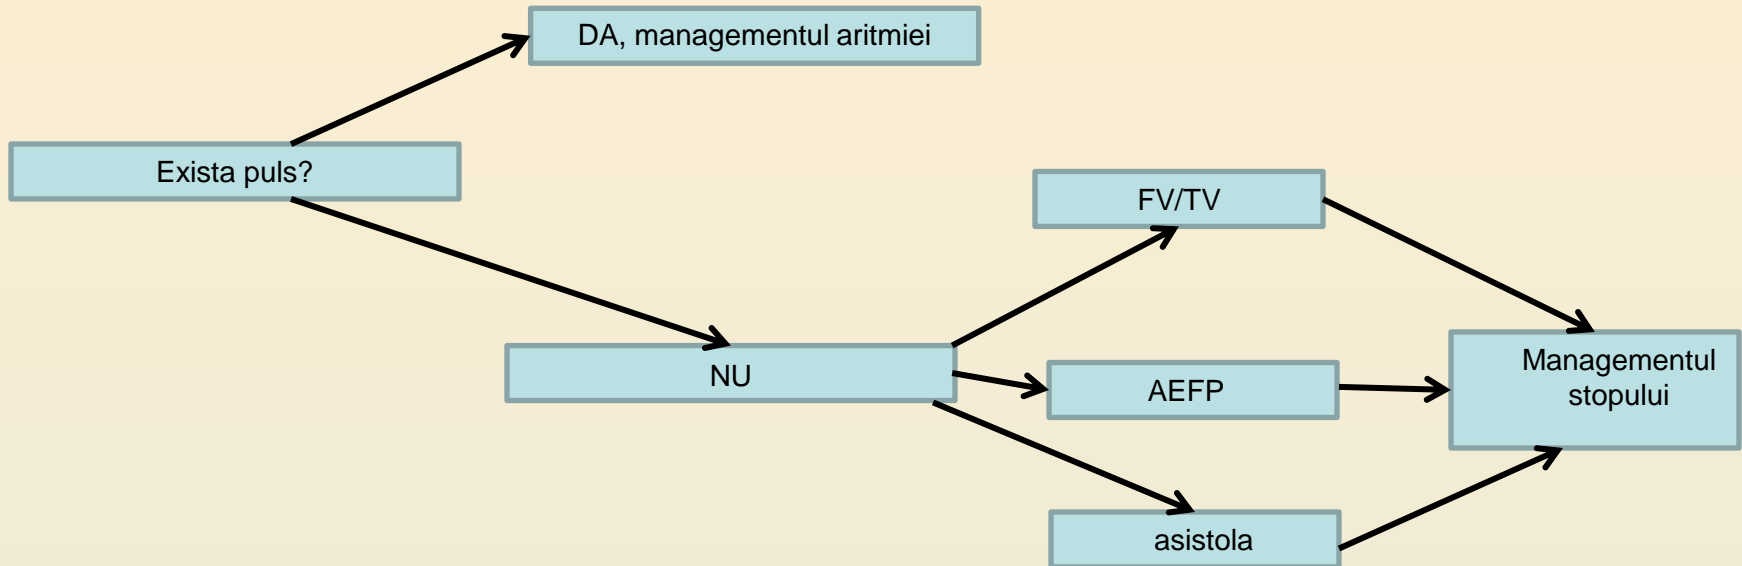 DA, managementul aritmiei
Exista puls?
FV/TV
NU
AEFP
Managementul
stopului
asistola